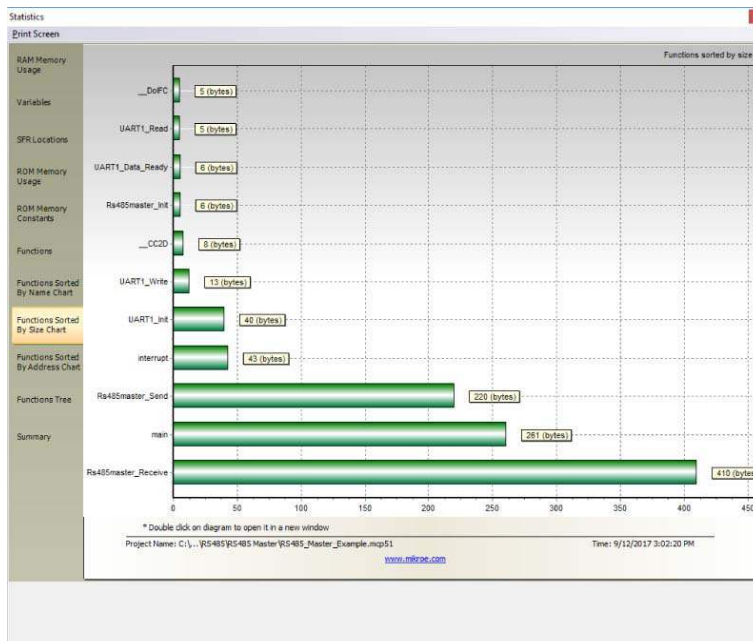 Statistics
Print Screen
RAM Memory
Usage
Variables
SFR Locations
ROM Memory
Usage
ROM Memory
Constants
Functions
Functions Sorted
By Name Chart
Functions Sorted
By Size Chart
Functions Sorted
By Address Chart
Functions Tree
Summary
Functions sorted by size
__DoIFC 5 (bytes)
UART1_Read 5 (bytes)
UART1_Data_Ready 6 (bytes)
Rs485master_Init 6 (bytes)
__CC2D 8 (bytes)
UART1_Write 13 (bytes)
UART1_Init 40 (bytes)
interrupt 43 (bytes)
Rs485master_Send 220 (bytes)
main 261 (bytes)
Rs485master_Receive 410 (bytes
0 50 100 150 200 250 300 350 400 450
* Double click on diagram to open it in a new window
Project Name: C:\...\RS485\RS485 Master\RS485_Master_Example.mcp51 Time: 9/12/2017 3:02:20 PM
www.mikroe.com